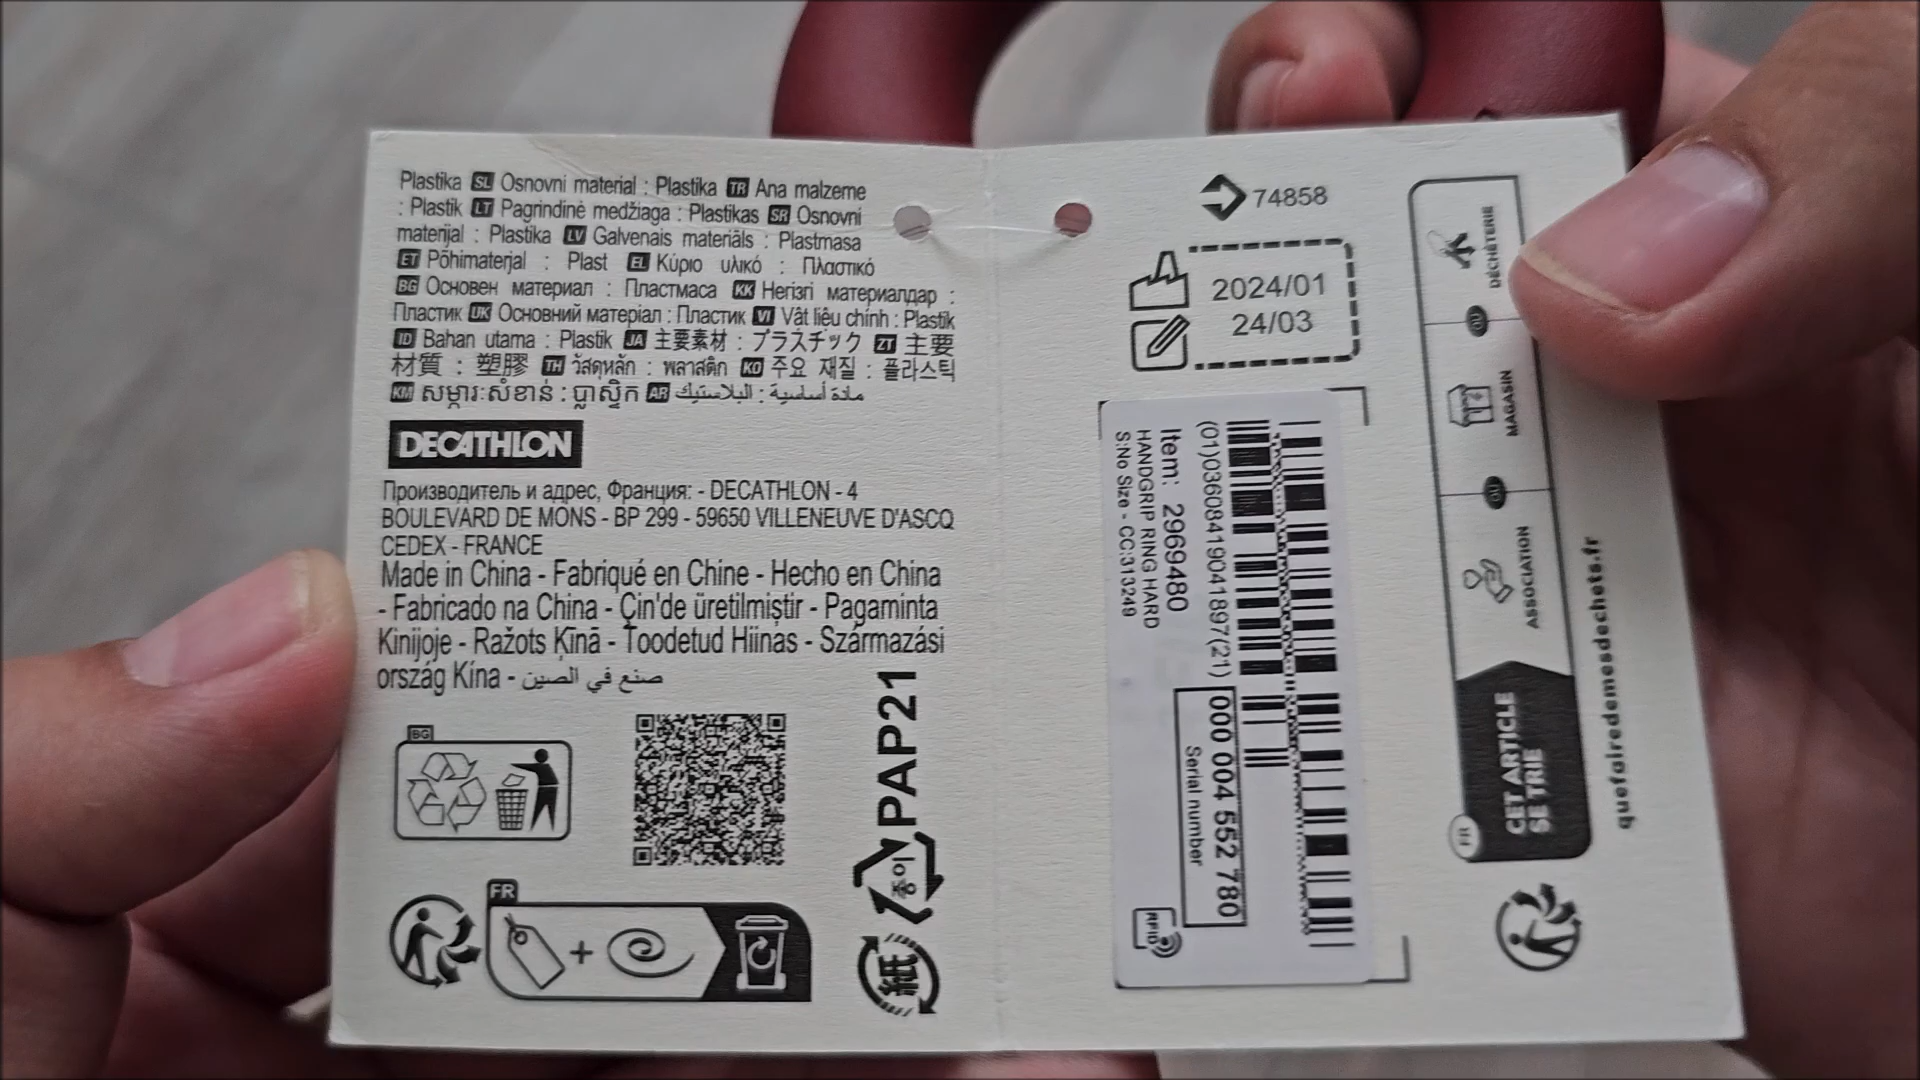 Plastika SL Osnovni material : Plastika TR Ana malzeme
: Plastik LT Pagrindinė medžiaga : Plastikas SR Osnovni
materijal : Plastika LV Galvenais materiāls : Plastmasa
ET Põhimaterjal : Plast EL Κύριο υλικό : Πλαστικό
BG Основен материал : Пластмаса KK Негізгі материалдар :
Пластик UK Основний матеріал : Пластик VI Vật liệu chính : Plastik
ID Bahan utama : Plastik JA 主要素材 : プラスチック ZT 主要
材質 : 塑膠 TH วัสดุหลัก : พลาสติก KO 주요 재질 : 플라스틱
KM សម្ភារៈសំខាន់ : ប្លាស្ទិក AR مادة أساسية : البلاستيك
DECATHLON
Производитель и адрес, Франция: - DECATHLON - 4
BOULEVARD DE MONS - BP 299 - 59650 VILLENEUVE D'ASCQ
CEDEX - FRANCE
Made in China - Fabriqué en Chine - Hecho en China
- Fabricado na China - Çin'de üretilmiştir - Pagaminta
Kinijoje - Ražots Ķīnā - Toodetud Hiinas - Származási
ország Kína - صنع في الصين
BG
FR
PAP21
종이
紙
74858
2024/01
24/03
(01)03608419041897(21)
000 004 552 780
Serial number
Item: 2969480
HANDGRIP RING HARD
S:No Size - CC:313249
RFID
DÉCHÈTERIE
OU
MAGASIN
OU
ASSOCIATION
CET ARTICLE
SE TRIE
FR
quefairedemesdechets.fr